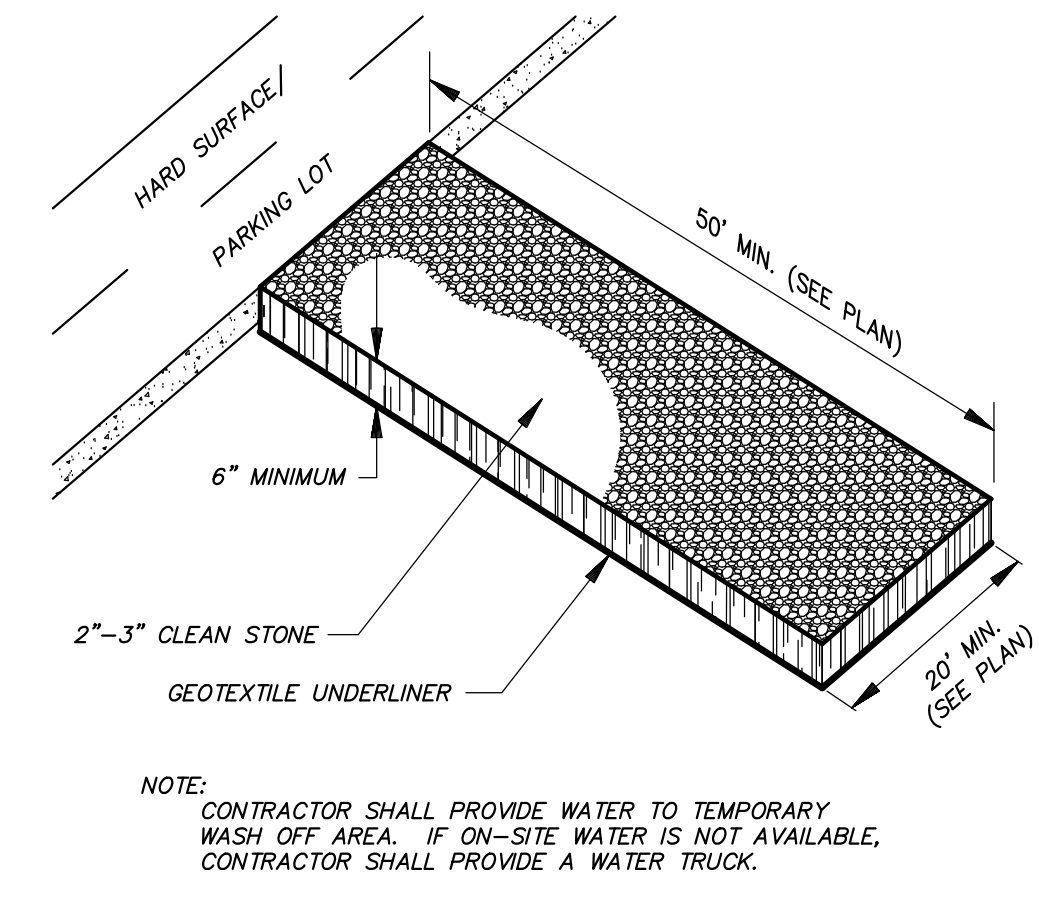 HARD SURFACE/
PARKING LOT
50' MIN. (SEE PLAN)
6" MINIMUM
2"-3" CLEAN STONE
GEOTEXTILE UNDERLINER
20' MIN.
(SEE PLAN)
NOTE:
CONTRACTOR SHALL PROVIDE WATER TO TEMPORARY
WASH OFF AREA. IF ON-SITE WATER IS NOT AVAILABLE,
CONTRACTOR SHALL PROVIDE A WATER TRUCK.